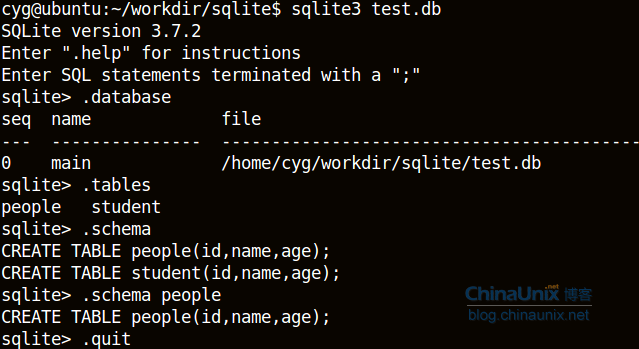 cyg@ubuntu:~/workdir/sqlite$ sqlite3 test.db
SQLite version 3.7.2
Enter ".help" for instructions
Enter SQL statements terminated with a ";"
sqlite> .database
seq  name             file
---  ---------------  ----------------------------------------------------------
0    main             /home/cyg/workdir/sqlite/test.db
sqlite> .tables
people   student
sqlite> .schema
CREATE TABLE people(id,name,age);
CREATE TABLE student(id,name,age);
sqlite> .schema people
CREATE TABLE people(id,name,age);
sqlite> .quit
ChinaUnix.net 博客
blog.chinaunix.net